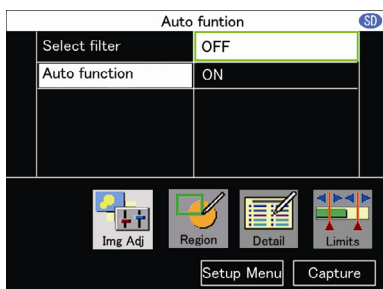 Auto funtion
SD
Select filter OFF
Auto function ON
Img Adj Region Detail Limits
Setup Menu Capture